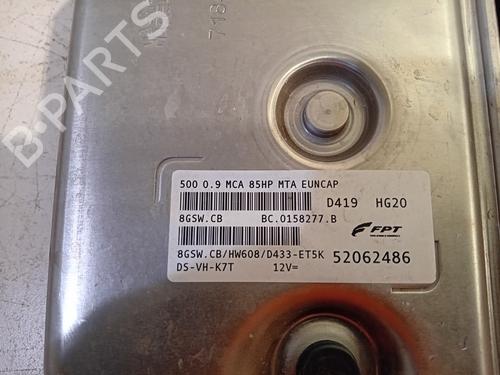 B-PARTS
500 0.9 MCA 85HP MTA EUNCAP
D419 HG20
8GSW.CB BC.0158277.B
FPT
8GSW.CB/HW608/D433-ET5K 52062486
DS-VH-K7T 12V=